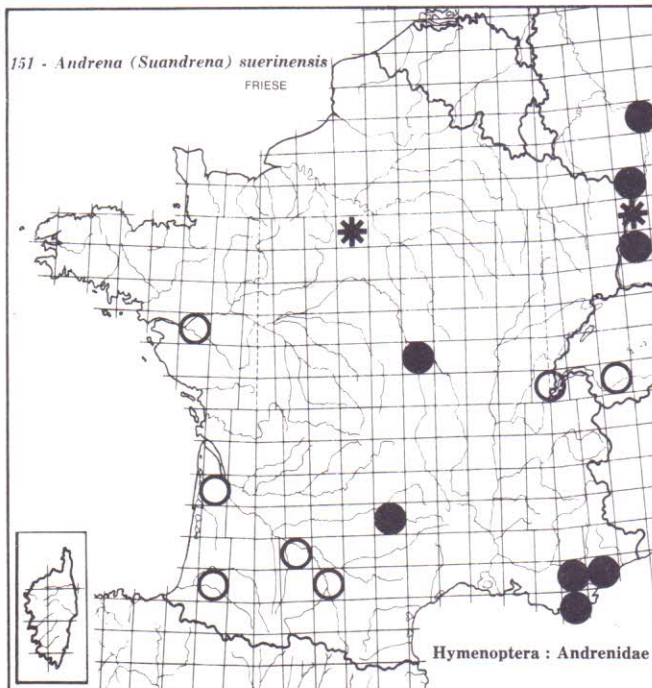 151 - Andrena (Suandrena) suerinensis
FRIESE
Hymenoptera : Andrenidae